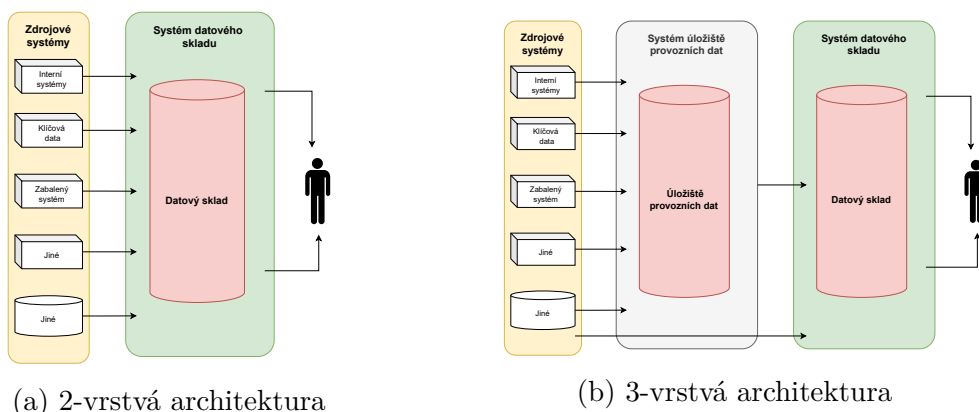 Zdrojové
systémy
Interní
systémy
Klíčová
data
Zabalený
systém
Jiné
Jiné
Systém datového
skladu
Datový sklad
(a) 2-vrstvá architektura
Zdrojové
systémy
Interní
systémy
Klíčová
data
Zabalený
systém
Jiné
Jiné
Systém úložiště
provozních dat
Úložiště
provozních dat
Systém datového
skladu
Datový sklad
(b) 3-vrstvá architektura